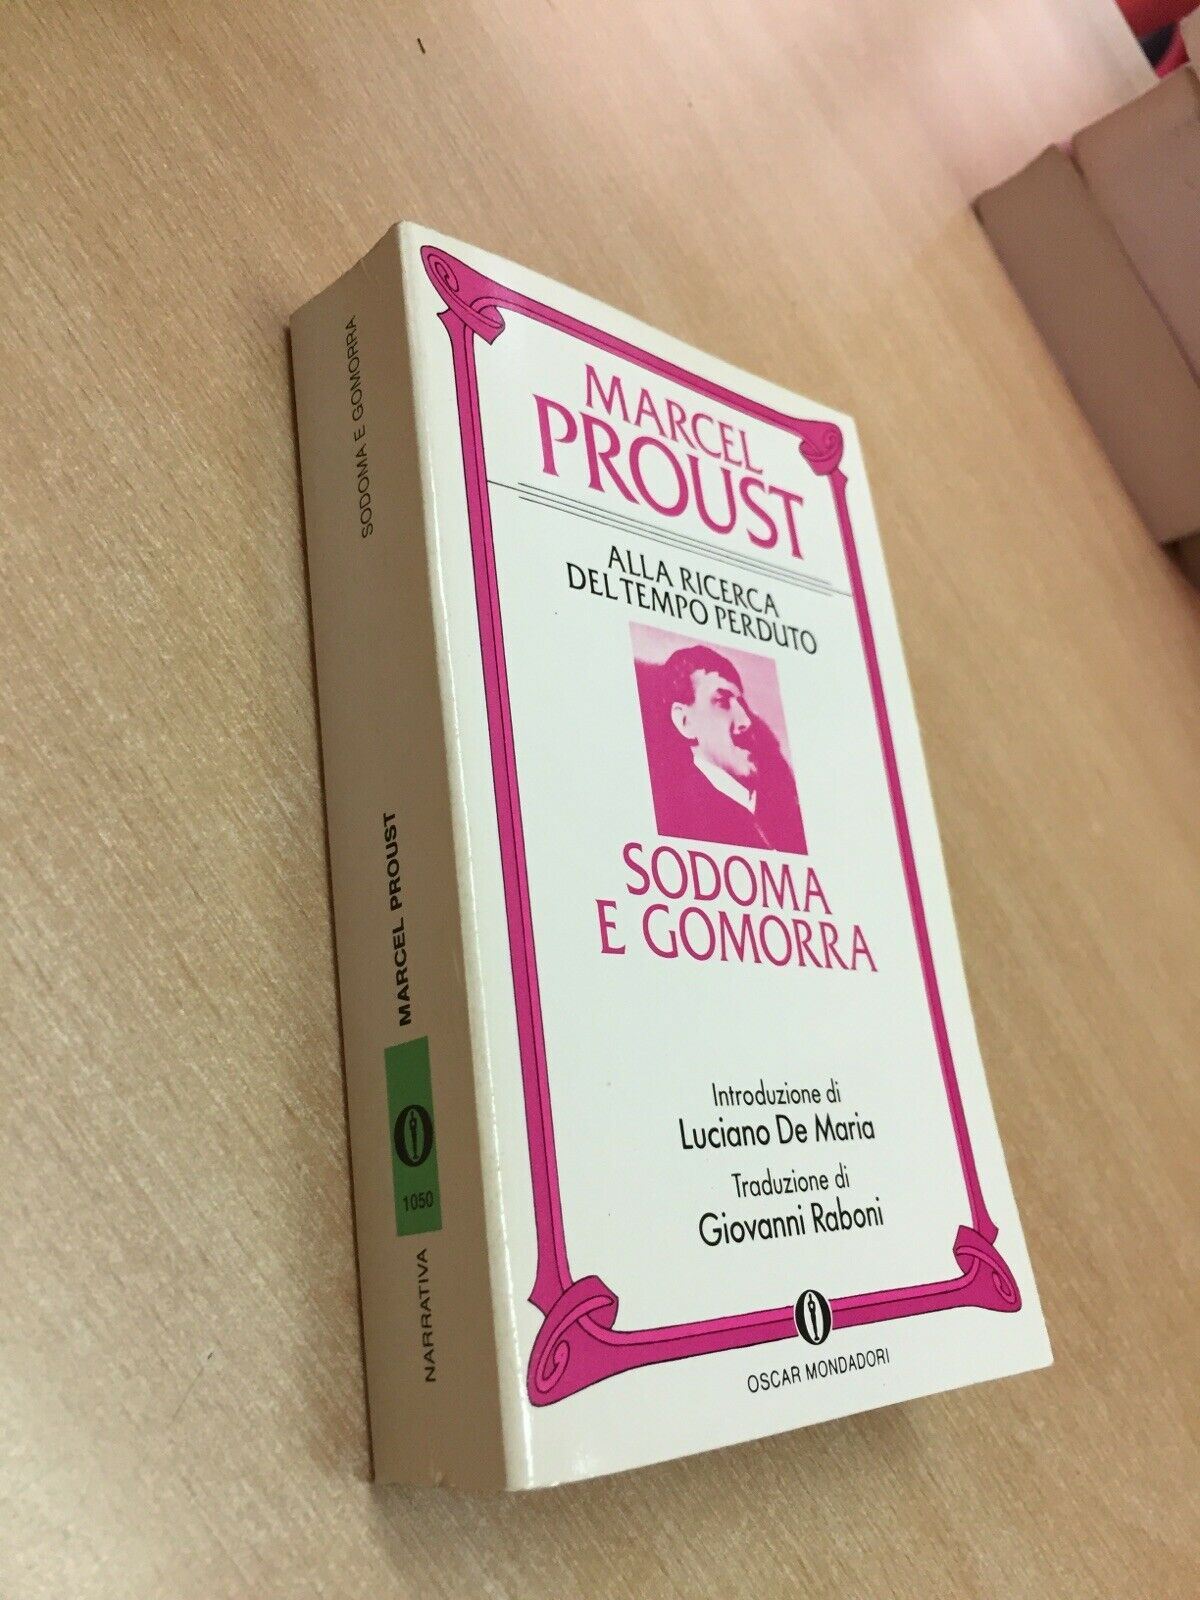 SODOMA E GOMORRA
MARCEL PROUST
1050
NARRATIVA
MARCEL
PROUST
ALLA RICERCA
DEL TEMPO PERDUTO
SODOMA
E GOMORRA
Introduzione di
Luciano De Maria
Traduzione di
Giovanni Raboni
OSCAR MONDADORI